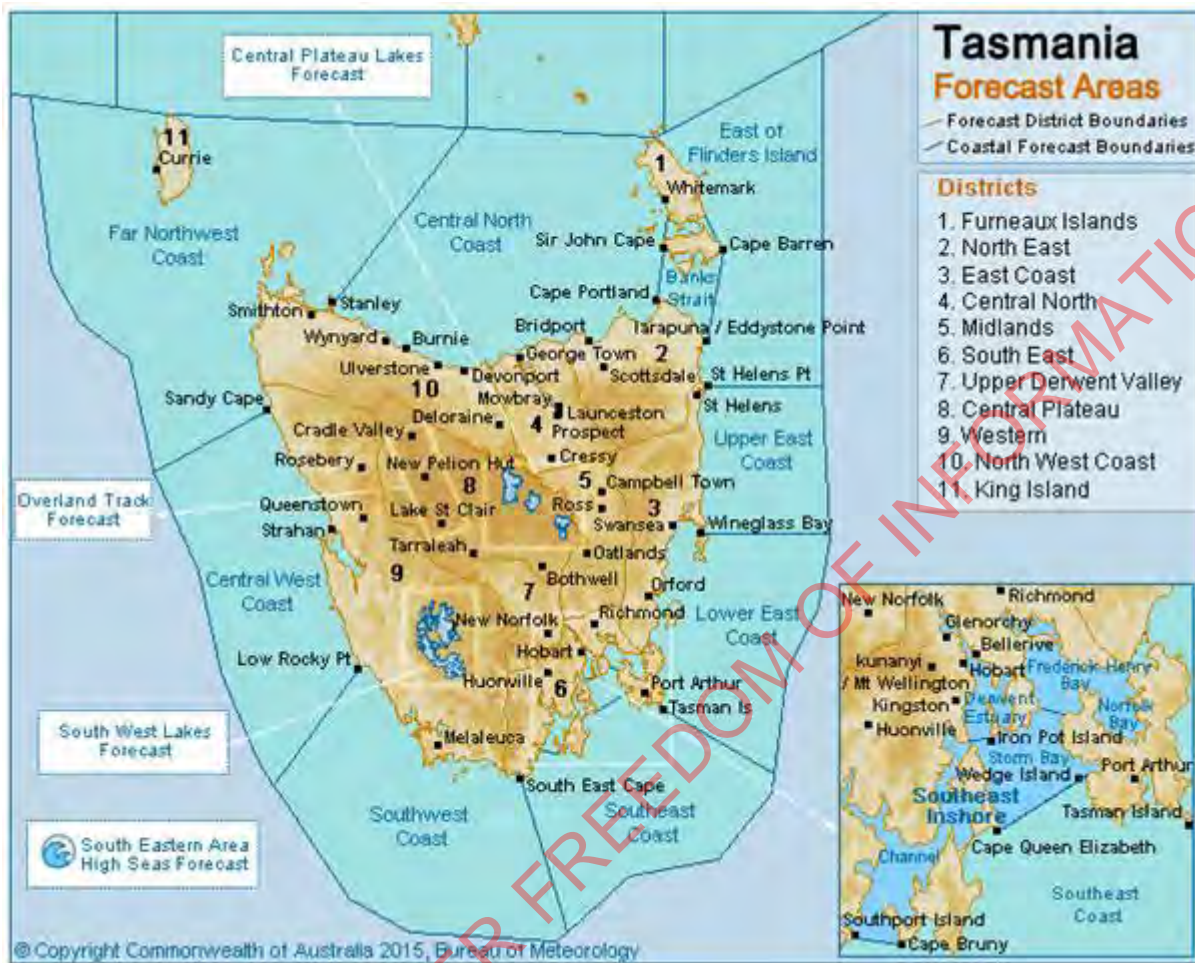 Tasmania
Forecast Areas
Forecast District Boundaries
Coastal Forecast Boundaries
Districts
1. Furneaux Islands
2. North East
3. East Coast
4. Central North
5. Midlands
6. South East
7. Upper Derwent Valley
8. Central Plateau
9. Western
10. North West Coast
11. King Island
Central Plateau Lakes
Forecast
11
Currie
Far Northwest
Coast
Central North
Coast
East of
Flinders Island
1
Whitemark
Sir John Cape
Cape Barren
Banks
Strait
Cape Portland
Stanley
Smithton
Wynyard
Burnie
Bridport
larapuna / Eddystone Point
George Town
2
Ulverstone
Devonport
Scottsdale
St Helens Pt
10
Mowbray
St Helens
Sandy Cape
Deloraine
4
Launceston
Prospect
Cradle Valley
Upper East
Coast
Rosebery
New Pelion Hut
Cressy
8
5
Campbell Town
Overland Track
Forecast
Queenstown
Lake St Clair
Ross
3
Strahan
Swansea
Wineglass Bay
Tarraleah
Oatlands
Central West
Coast
9
7
Bothwell
Orford
New Norfolk
Richmond
Lower East
Coast
Hobart
Low Rocky Pt
Huonville
6
Port Arthur
Tasman Is
South West Lakes
Forecast
Melaleuca
South East Cape
Southwest
Coast
Southeast
Coast
South Eastern Area
High Seas Forecast
New Norfolk
Richmond
Glenorchy
Bellerive
kunanyi
/ Mt Wellington
Hobart
Frederick Henry
Bay
Kingston
Derwent
Estuary
Norfolk
Bay
Huonville
Iron Pot Island
Storm Bay
Wedge Island
Port Arthur
Southeast
Inshore
Tasman Island
Cape Queen Elizabeth
Channel
Southeast
Coast
Southport Island
Cape Bruny
© Copyright Commonwealth of Australia 2015, Bureau of Meteorology
ER FREEDOM OF INFORMATIO